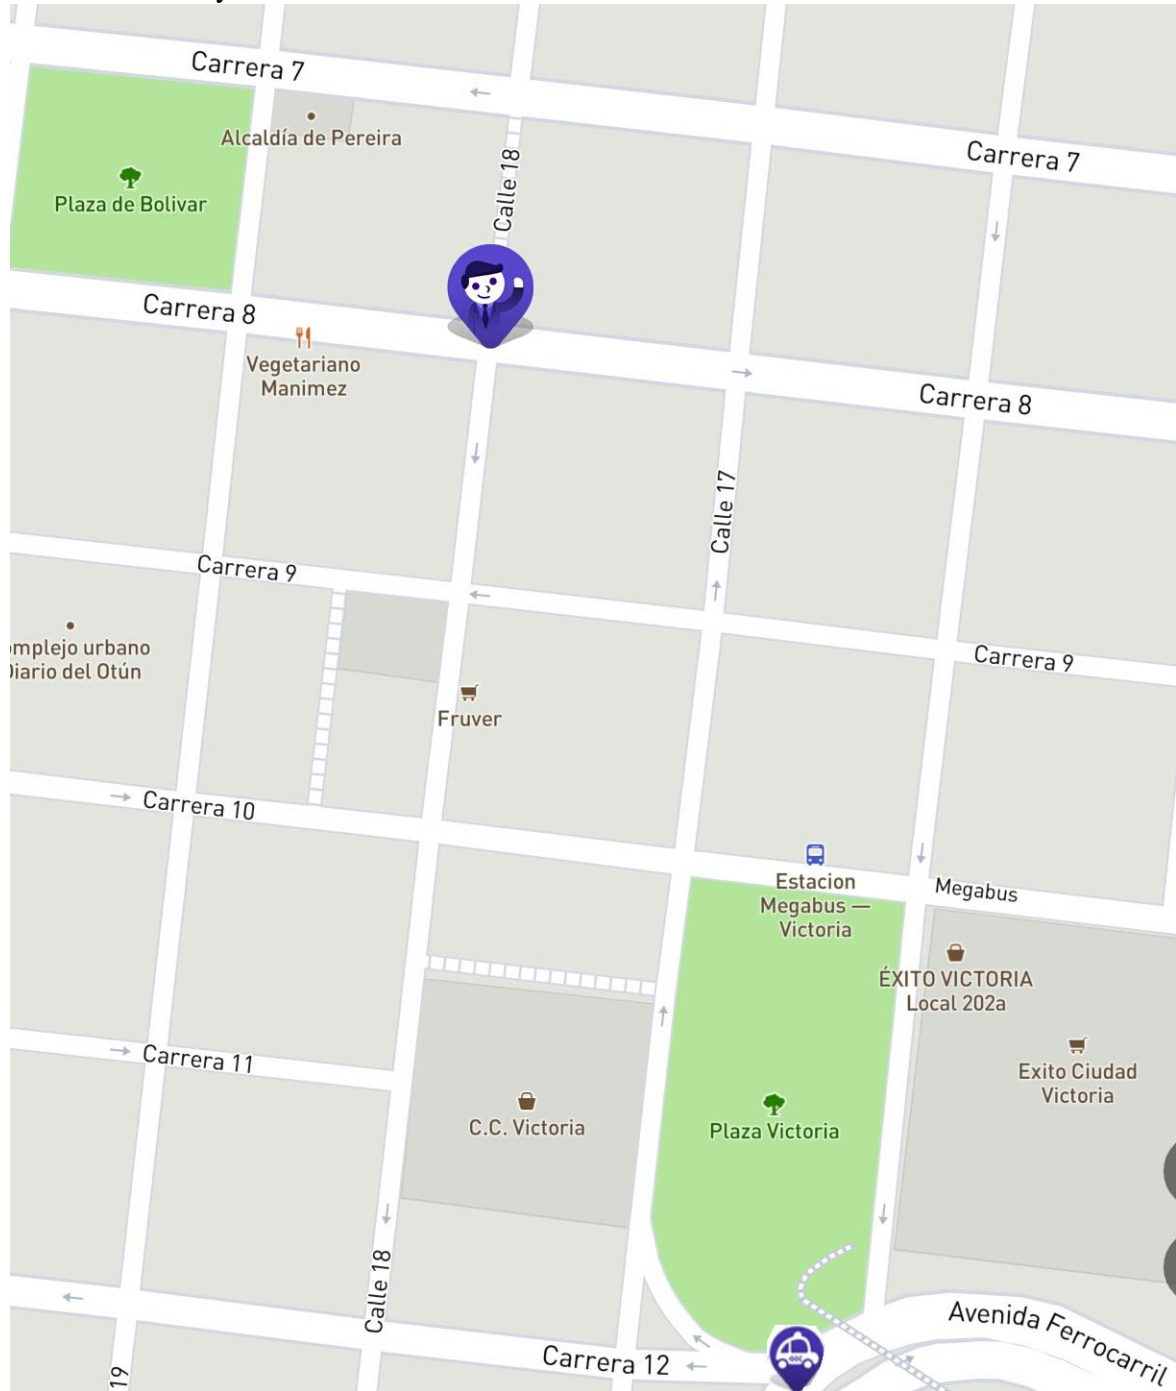 Carrera 7
Alcaldía de Pereira
Carrera 7
Calle 18
Plaza de Bolivar
Carrera 8
Vegetariano
Manimez
Carrera 8
Calle 17
Carrera 9
omplejo urbano
Diario del Otún
Carrera 9
Fruver
Carrera 10
Estacion
Megabus —
Victoria
Megabus
ÉXITO VICTORIA
Local 202a
Carrera 11
Exito Ciudad
Victoria
C.C. Victoria
Plaza Victoria
Calle 18
Avenida Ferrocarril
Carrera 12
19